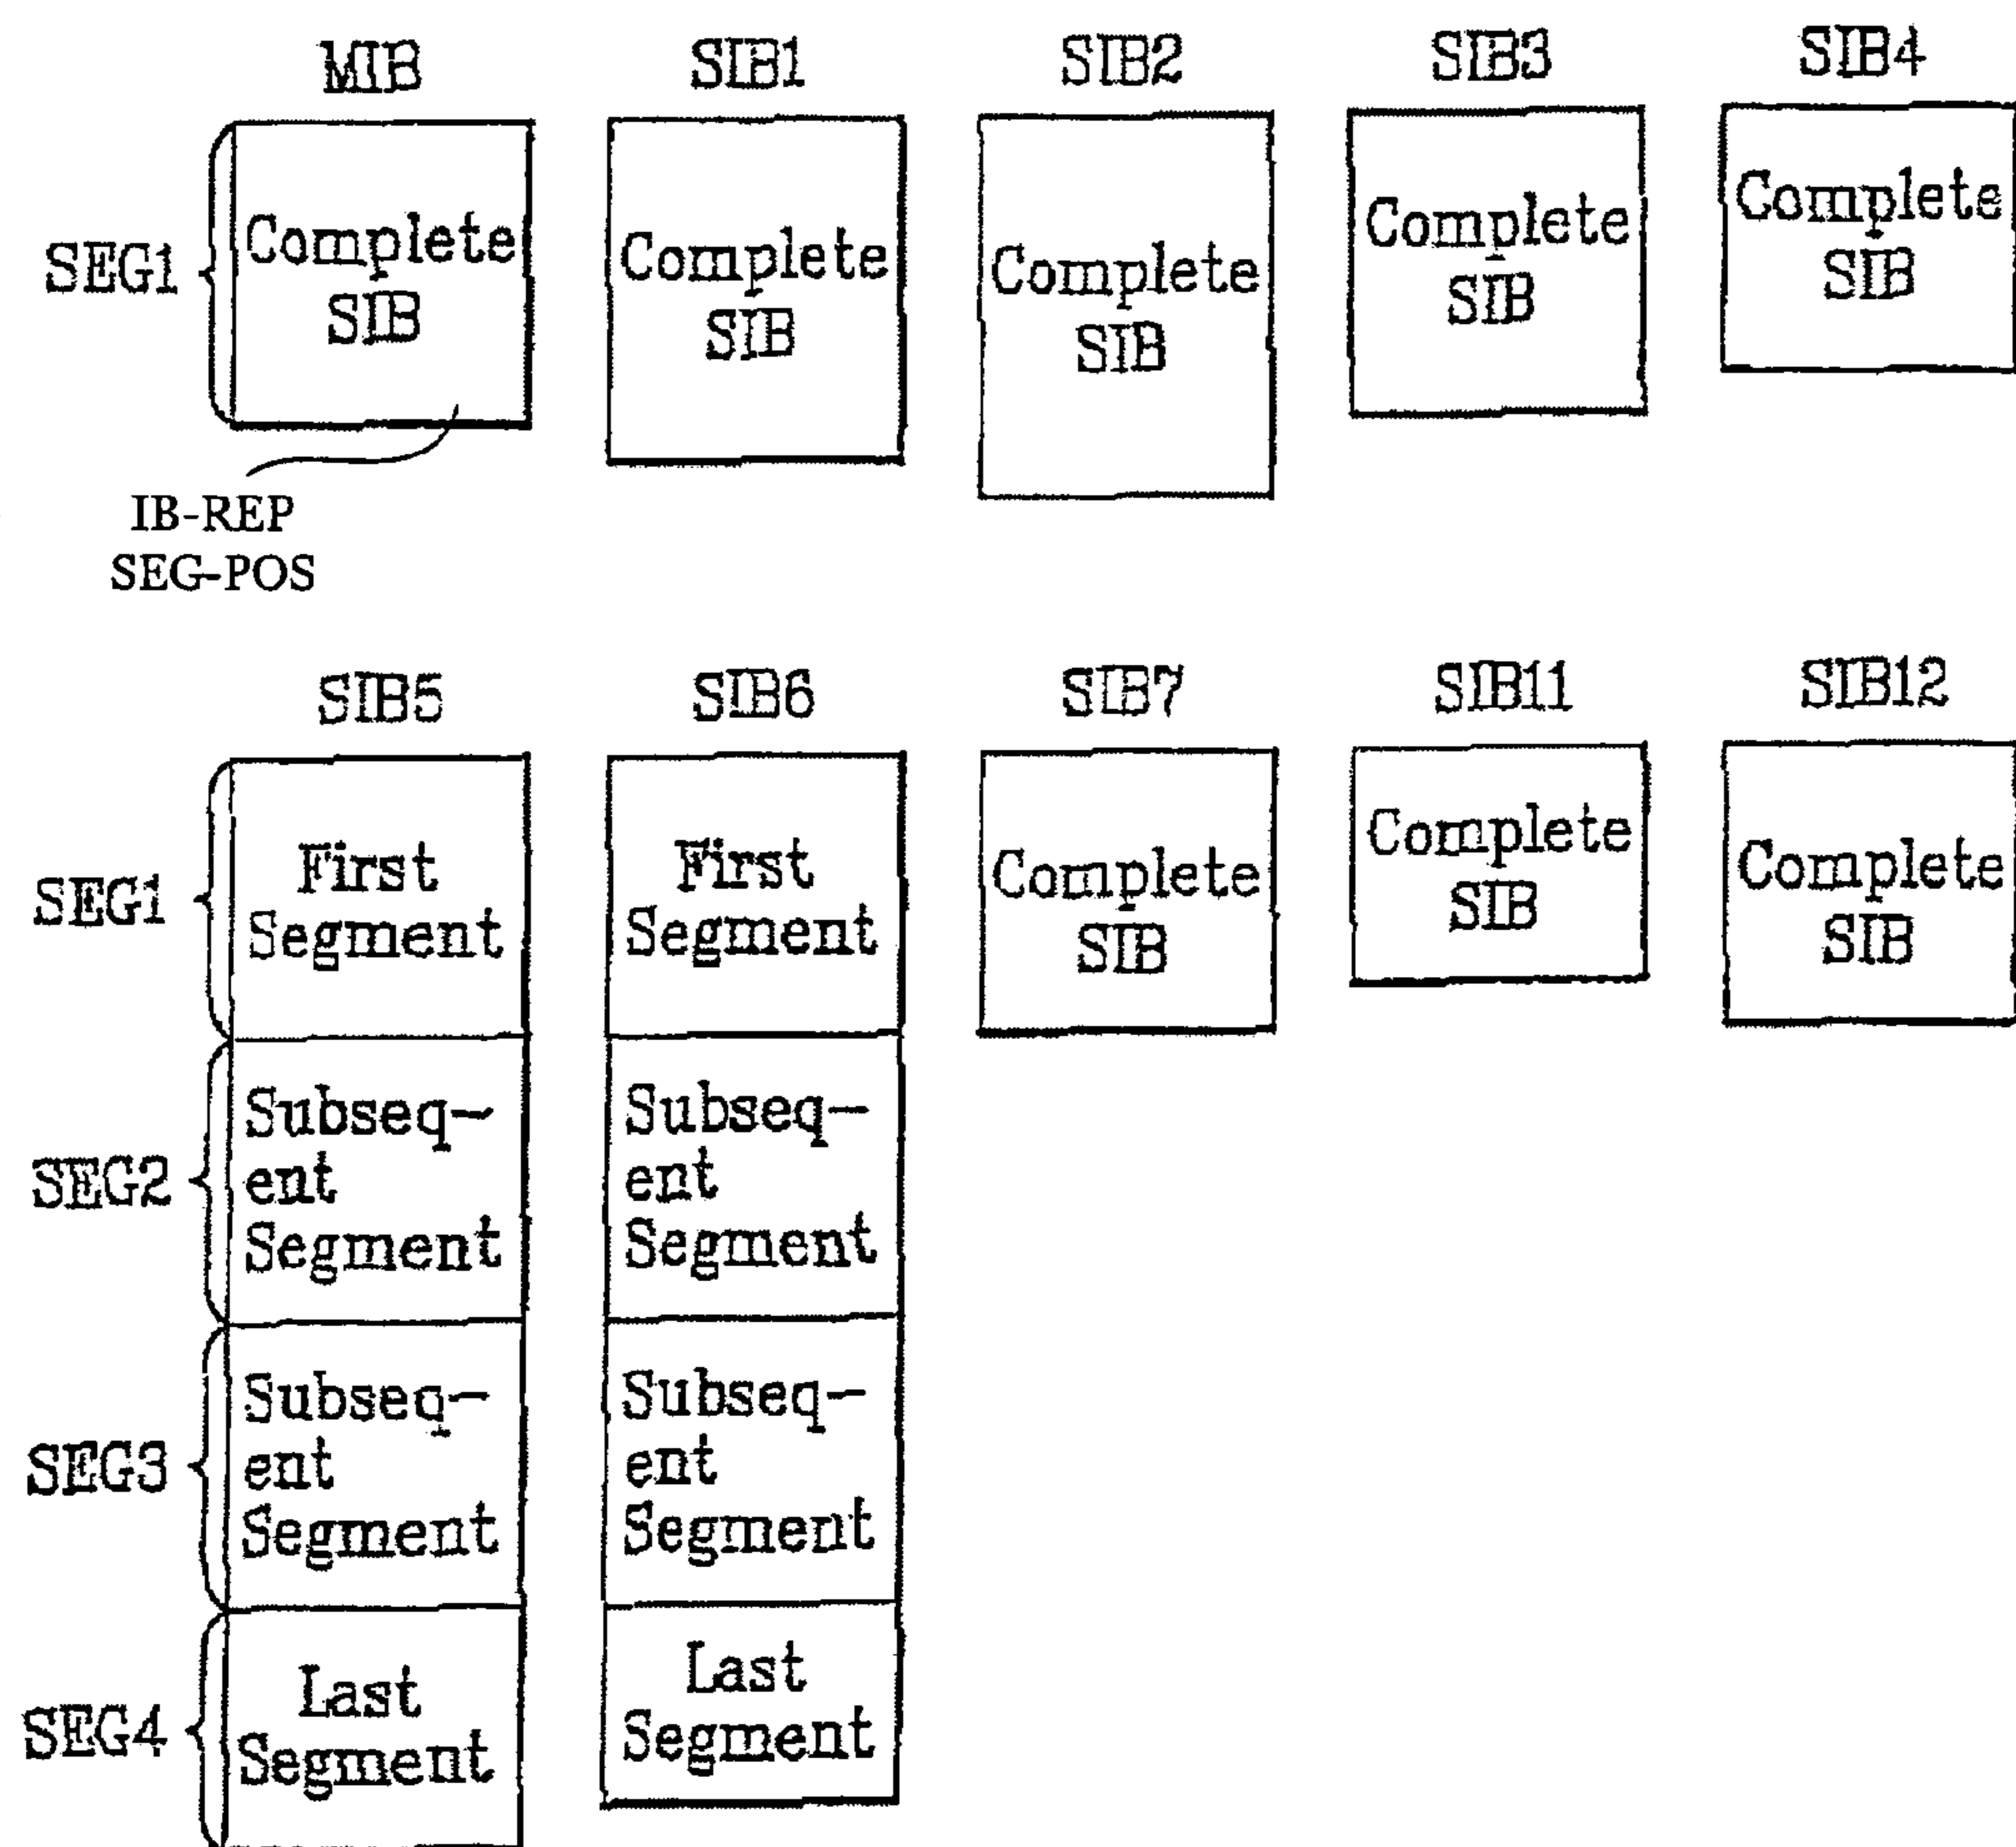 MIB SIB1 SIB2 SIB3 SIB4
SEG1
Complete
SIB
Complete
SIB
Complete
SIB
Complete
SIB
Complete
SIB
IB-REP
SEG-POS
SIB5 SIB6 SIB7 SIB11 SIB12
SEG1
First
Segment
First
Segment
Complete
SIB
Complete
SIB
Complete
SIB
SEG2
Subseq-
ent
Segment
Subseq-
ent
Segment
SEG3
Subseq-
ent
Segment
Subseq-
ent
Segment
SEG4
Last
Segment
Last
Segment